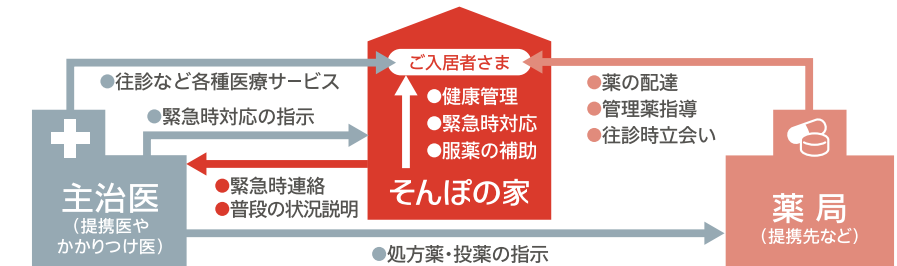 ご入居者さま
●往診など各種医療サービス
●緊急時対応の指示
●健康管理
●緊急時対応
●服薬の補助
そんぽの家
●薬の配達
●管理薬指導
●往診時立会い
主治医
（提携医や
かかりつけ医）
●緊急時連絡
●普段の状況説明
薬局
（提携先など）
●処方薬・投薬の指示